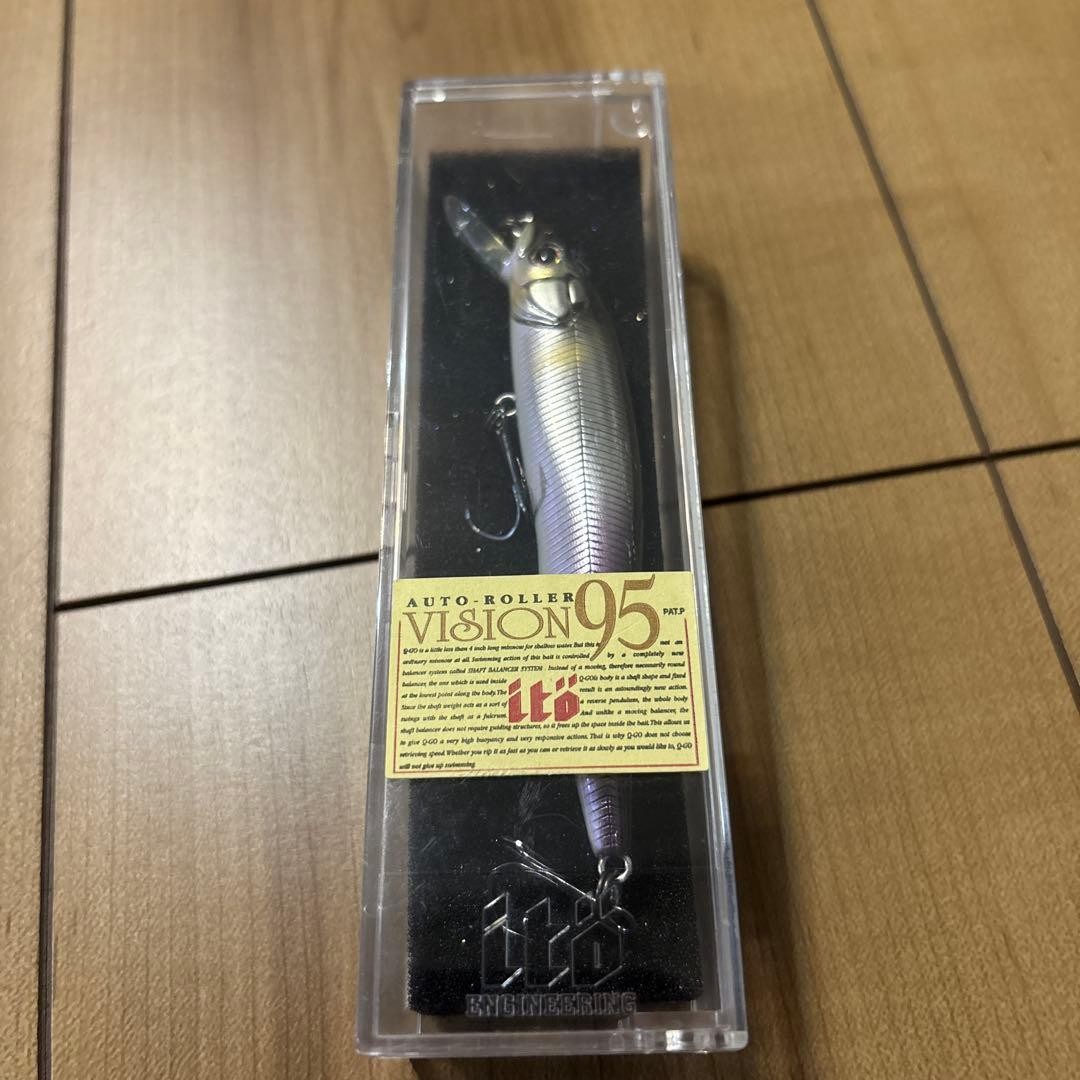 AUTO-ROLLER
VISION 95 PAT.P
Q-GO is a little less than 4 inch long minnow for shallow water. But this is not an
ordinary minnow at all. Swimming action of this bait is controlled by a completely new
balancer system called SHAFT BALANCER SYSTEM. Instead of a moving, therefore necessarily round
balancer, the one which is used inside Q-GO's body is a shaft shape and fixed
at the lowest point along the body. The result is an astoundingly new action.
Since the shaft weight acts as a sort of a reverse pendulum, the whole body
swings with the shaft as a fulcrum. And unlike a moving balancer, the
shaft balancer does not require guiding structures, so it frees up the space inside the bait. This allows us
to give Q-GO a very high buoyancy and very responsive actions. That is why Q-GO does not choose
retrieving speed. Whether you rip it as fast as you can or retrieve it as slowly as you would like to, Q-GO
will not give up swimming.
itö
itö
ENGINEERING